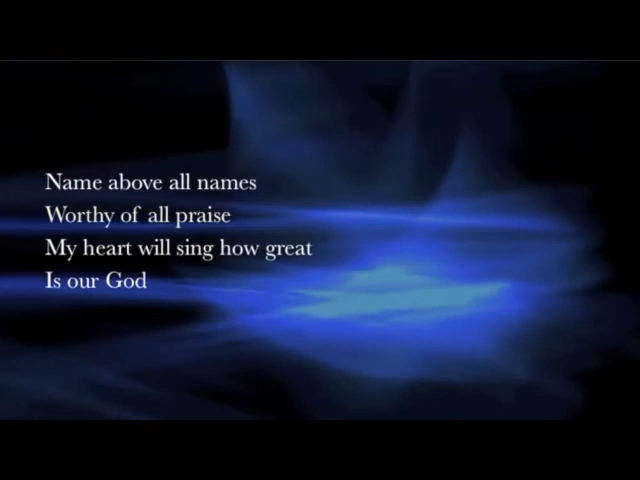 Name above all names
Worthy of all praise
My heart will sing how great
Is our God